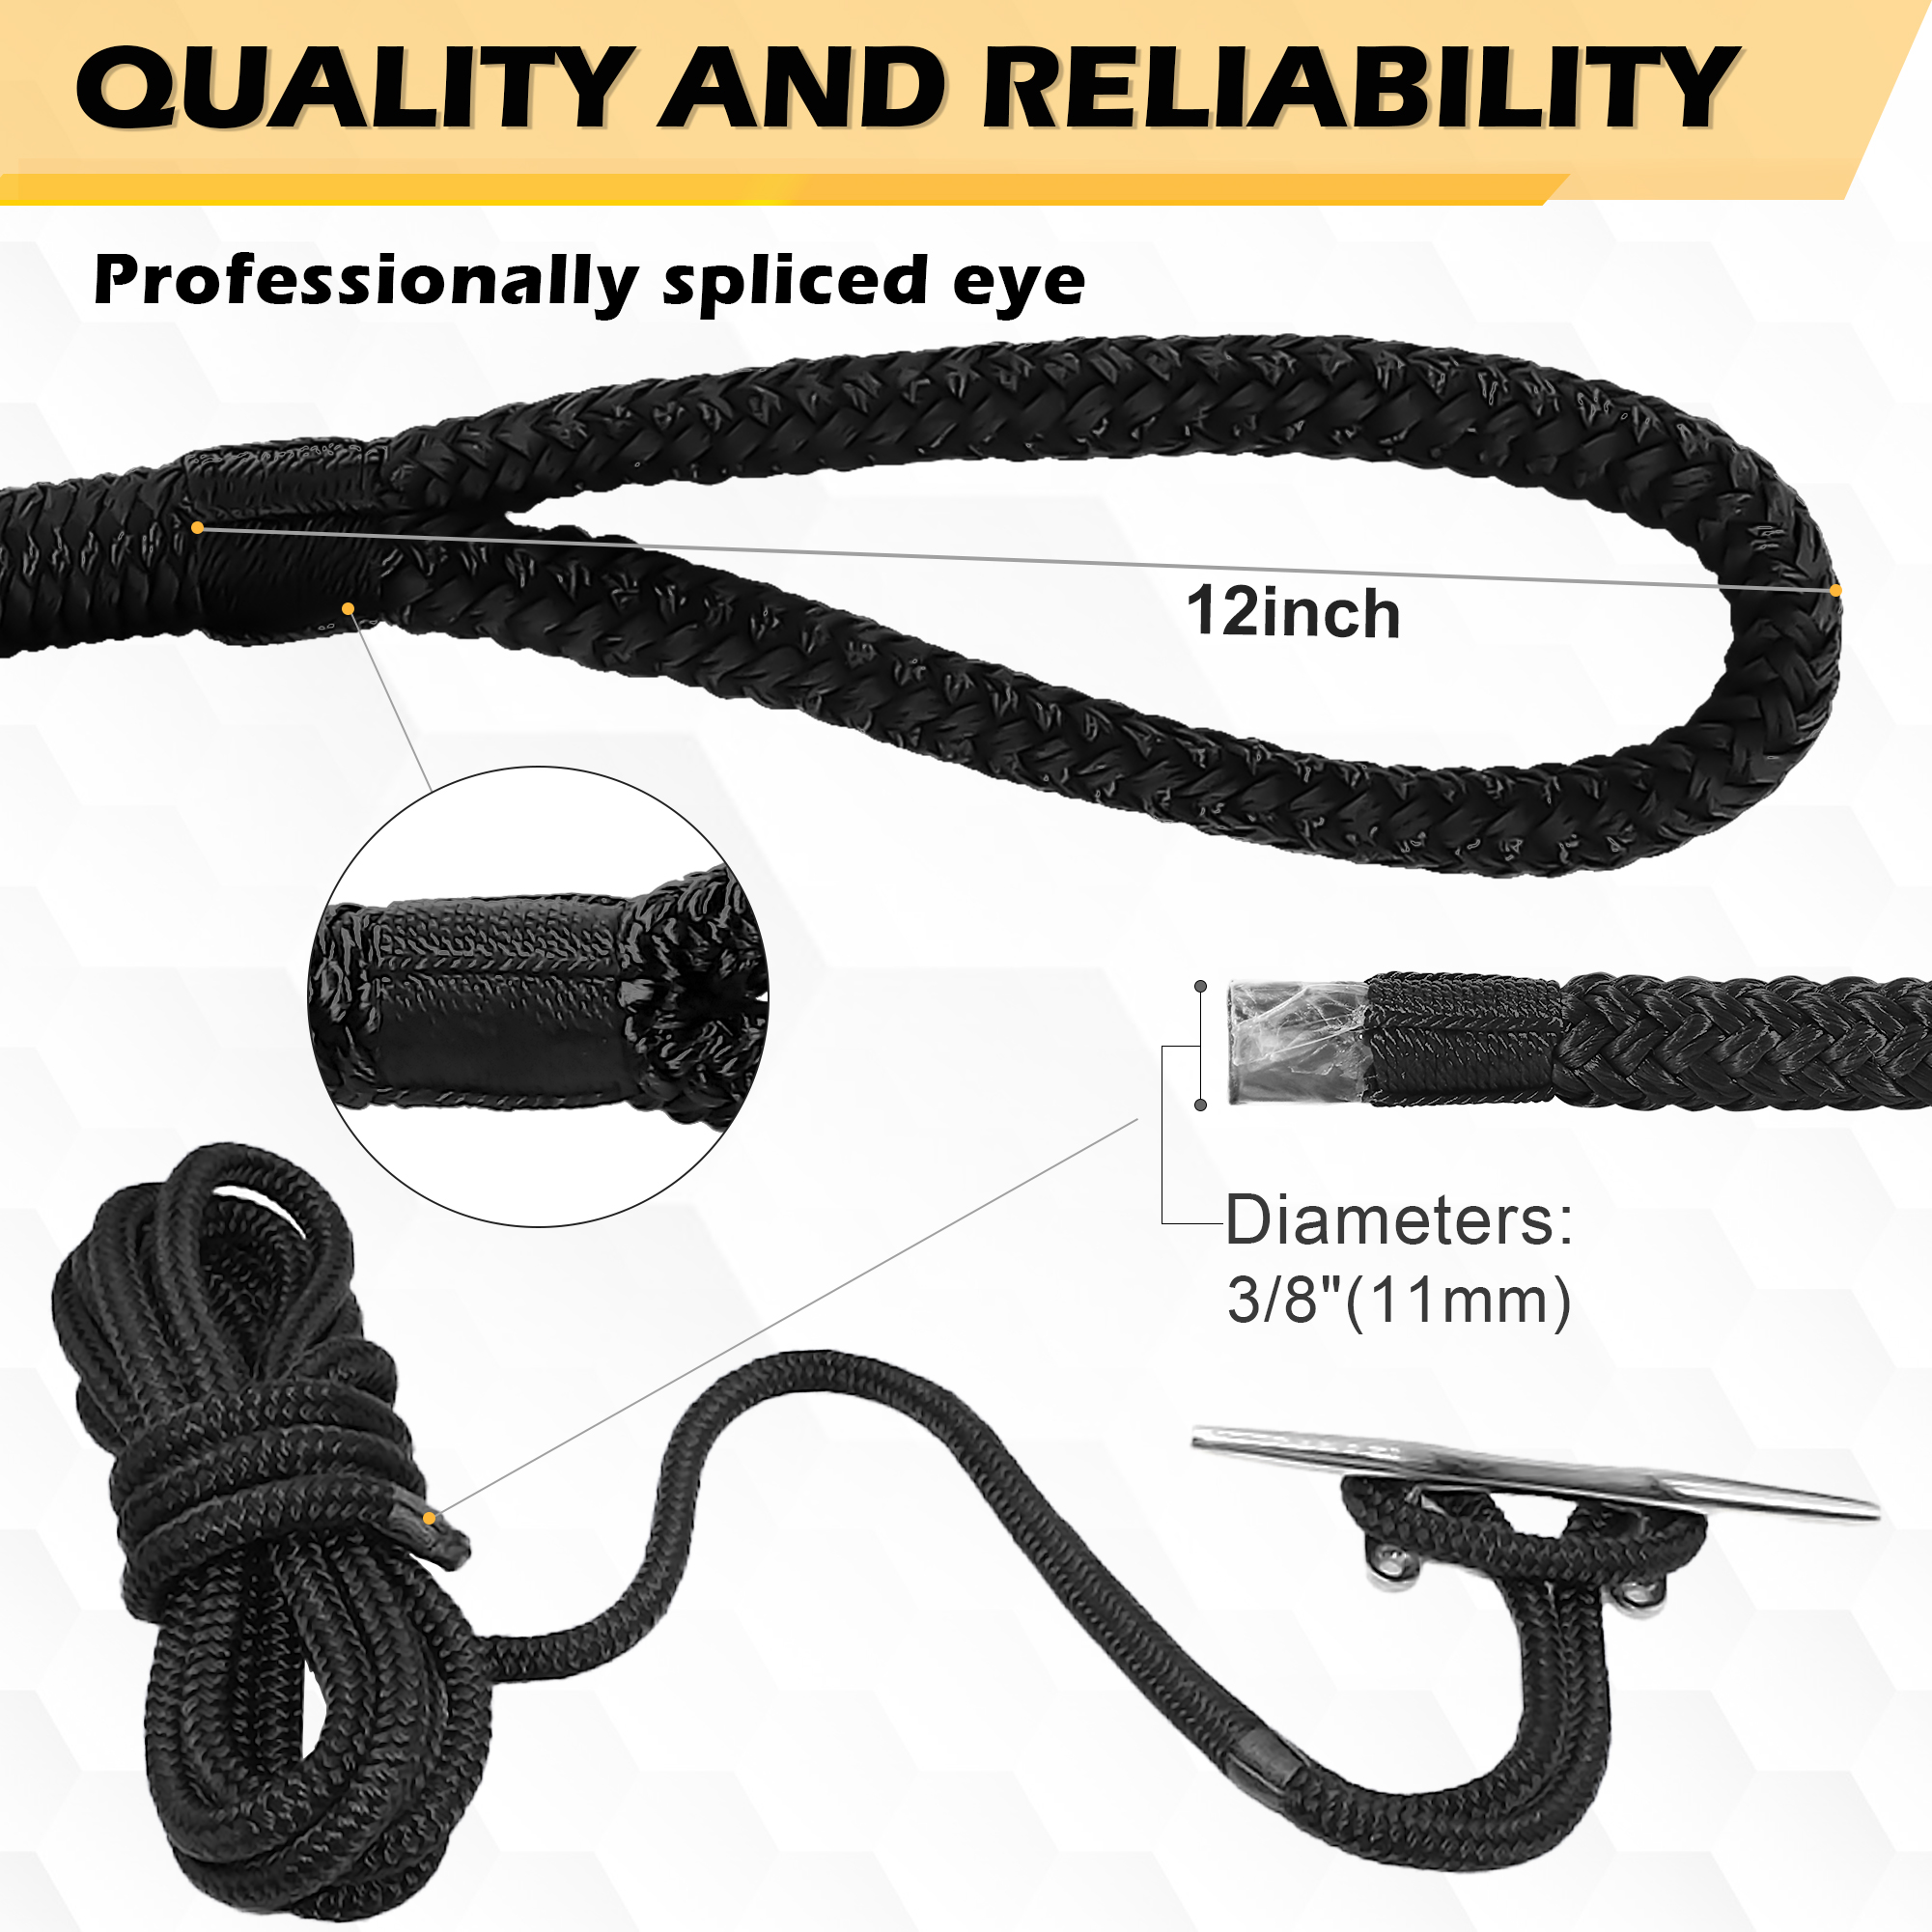 QUALITY AND RELIABILITY
Professionally spliced eye
12inch
Diameters:
3/8"(11mm)